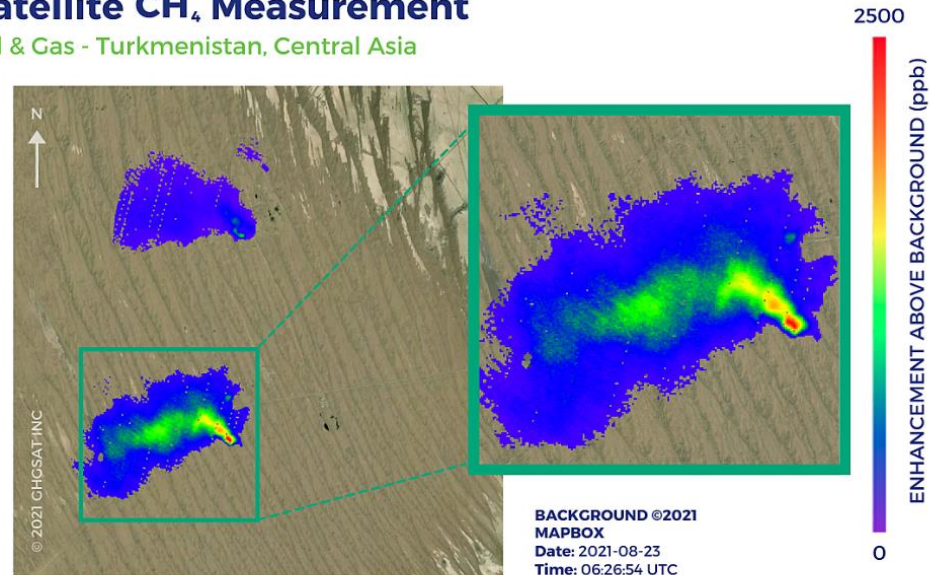 atellite CH₄ Measurement
& Gas - Turkmenistan, Central Asia
2500
N
ENHANCEMENT ABOVE BACKGROUND (ppb)
© 2021 GHGSAT INC
BACKGROUND ©2021
MAPBOX
Date: 2021-08-23
Time: 06:26:54 UTC
0